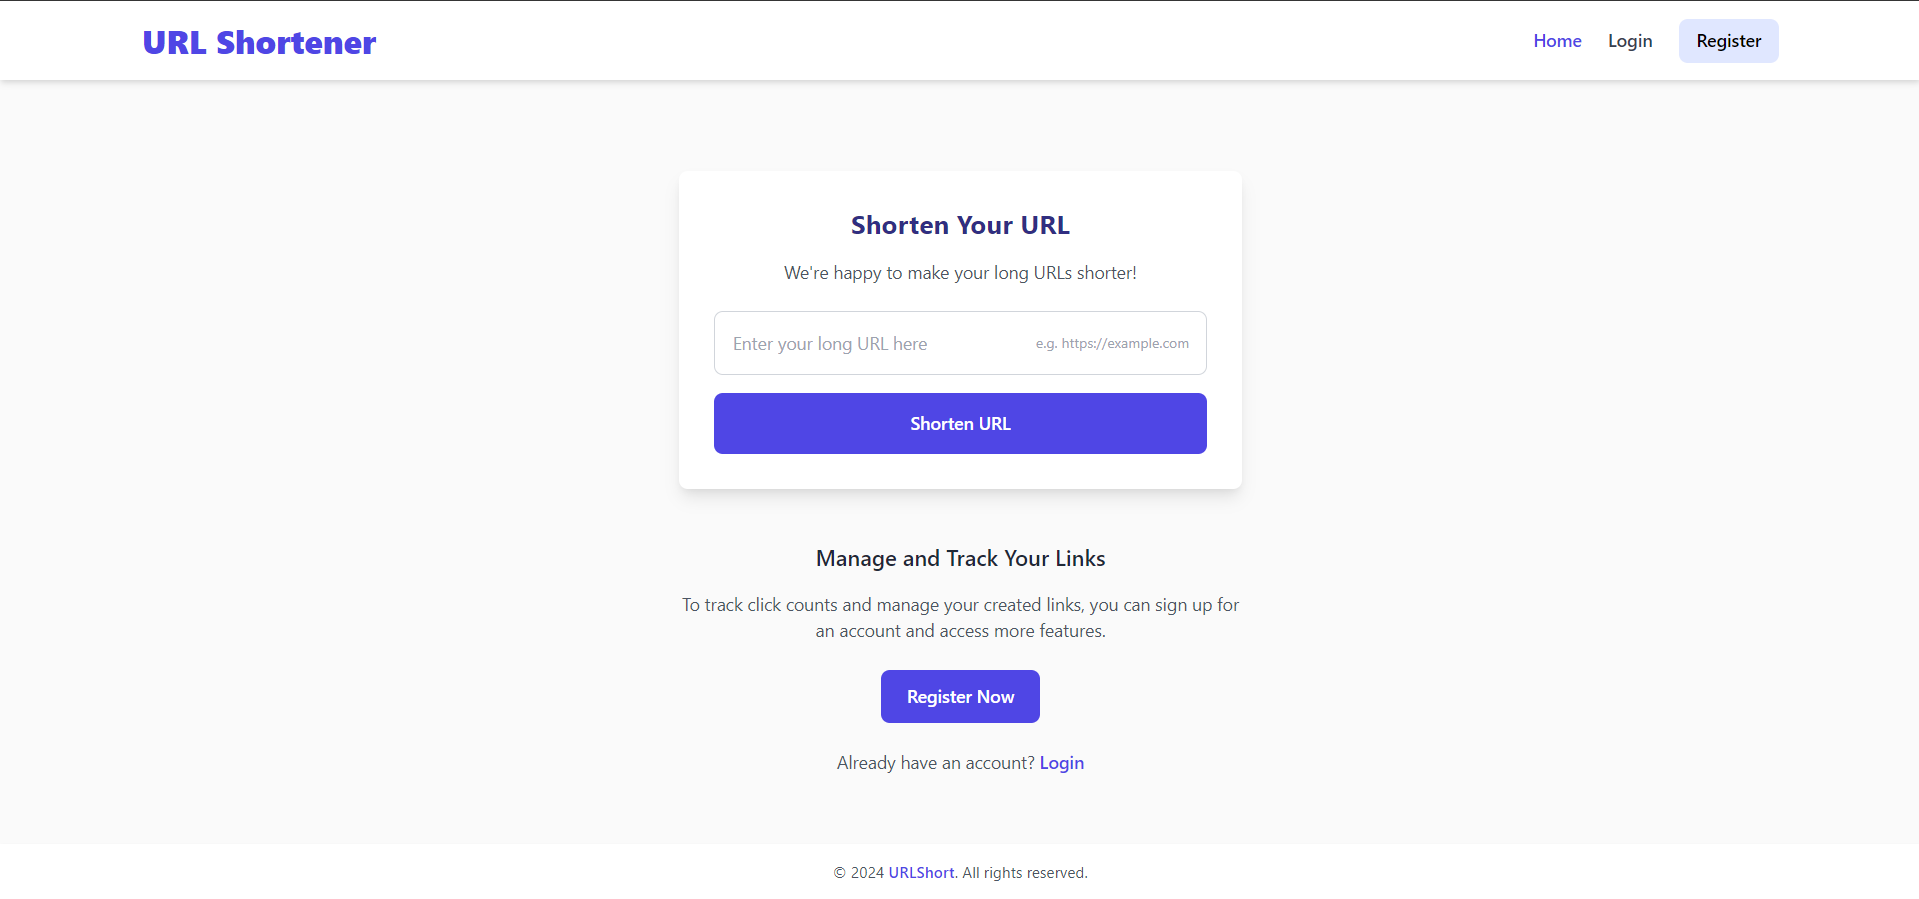 URL Shortener
Home
Login
Register
Shorten Your URL
We're happy to make your long URLs shorter!
Enter your long URL here
e.g. https://example.com
Shorten URL
Manage and Track Your Links
To track click counts and manage your created links, you can sign up for
an account and access more features.
Register Now
Already have an account? Login
© 2024 URLShort. All rights reserved.